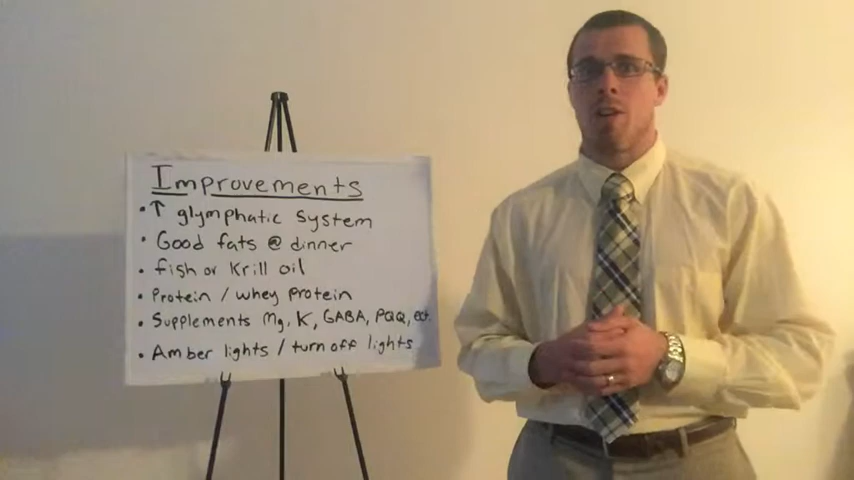 Improvements
• ↑ glymphatic system
• Good fats @ dinner
• fish or Krill oil
• Protein / whey protein
• Supplements Mg, K, GABA, PQQ, ect.
• Amber lights / turn off lights